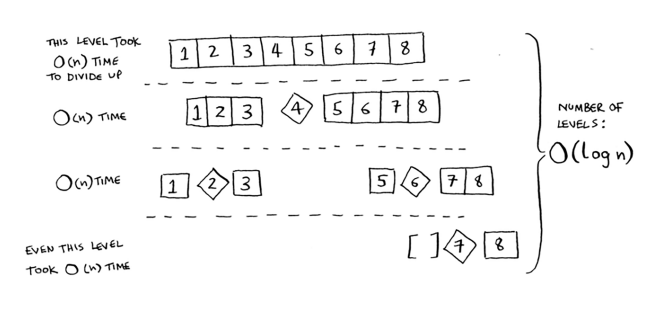 THIS LEVEL TOOK
O(n) TIME
TO DIVIDE UP
1 2 3 4 5 6 7 8
O(n) TIME
1 2 3 4 5 6 7 8
NUMBER OF
LEVELS:
O(log n)
O(n) TIME
1 2 3 5 6 7 8
EVEN THIS LEVEL
TOOK O(n) TIME
[ ] 7 8